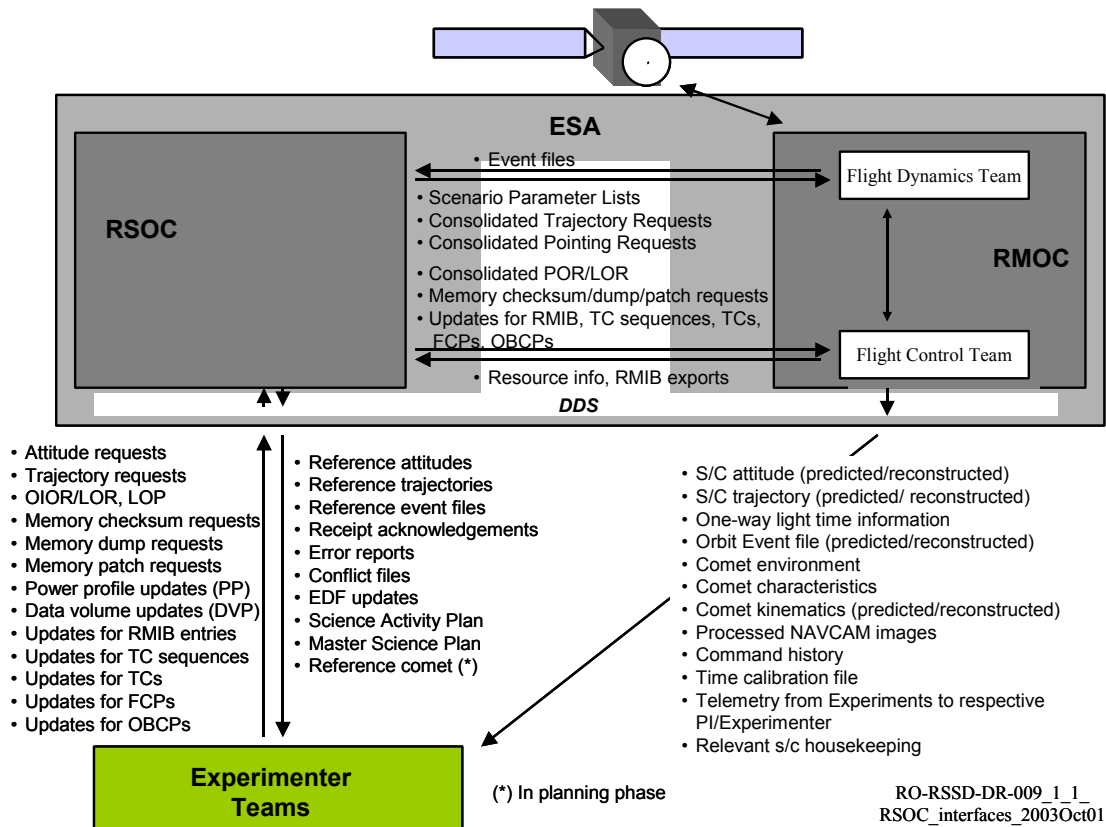 ESA
RSOC
• Event files
• Scenario Parameter Lists
• Consolidated Trajectory Requests
• Consolidated Pointing Requests
• Consolidated POR/LOR
• Memory checksum/dump/patch requests
• Updates for RMIB, TC sequences, TCs,
FCPs, OBCPs
• Resource info, RMIB exports
Flight Dynamics Team
RMOC
Flight Control Team
DDS
• Attitude requests
• Trajectory requests
• OIOR/LOR, LOP
• Memory checksum requests
• Memory dump requests
• Memory patch requests
• Power profile updates (PP)
• Data volume updates (DVP)
• Updates for RMIB entries
• Updates for TC sequences
• Updates for TCs
• Updates for FCPs
• Updates for OBCPs
• Reference attitudes
• Reference trajectories
• Reference event files
• Receipt acknowledgements
• Error reports
• Conflict files
• EDF updates
• Science Activity Plan
• Master Science Plan
• Reference comet (*)
• S/C attitude (predicted/reconstructed)
• S/C trajectory (predicted/ reconstructed)
• One-way light time information
• Orbit Event file (predicted/reconstructed)
• Comet environment
• Comet characteristics
• Comet kinematics (predicted/reconstructed)
• Processed NAVCAM images
• Command history
• Time calibration file
• Telemetry from Experiments to respective
PI/Experimenter
• Relevant s/c housekeeping
Experimenter
Teams
(*) In planning phase
RO-RSSD-DR-009_1_1_
RSOC_interfaces_2003Oct01